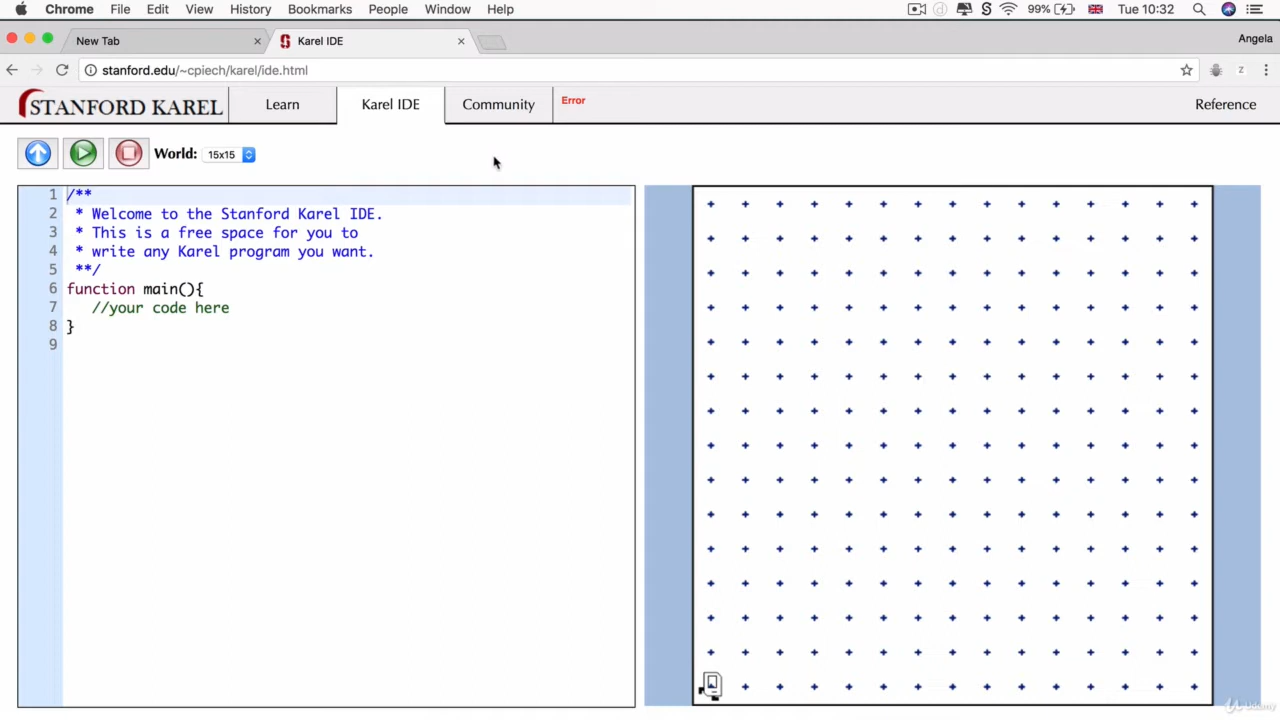 Chrome File Edit View History Bookmarks People Window Help 99% Tue 10:32
New Tab Karel IDE Angela
stanford.edu/~cpiech/karel/ide.html
STANFORD KAREL Learn Karel IDE Community Error Reference
World: 15x15
1 /**
2 * Welcome to the Stanford Karel IDE.
3 * This is a free space for you to
4 * write any Karel program you want.
5 **/
6 function main(){
7 //your code here
8 }
9
Udemy